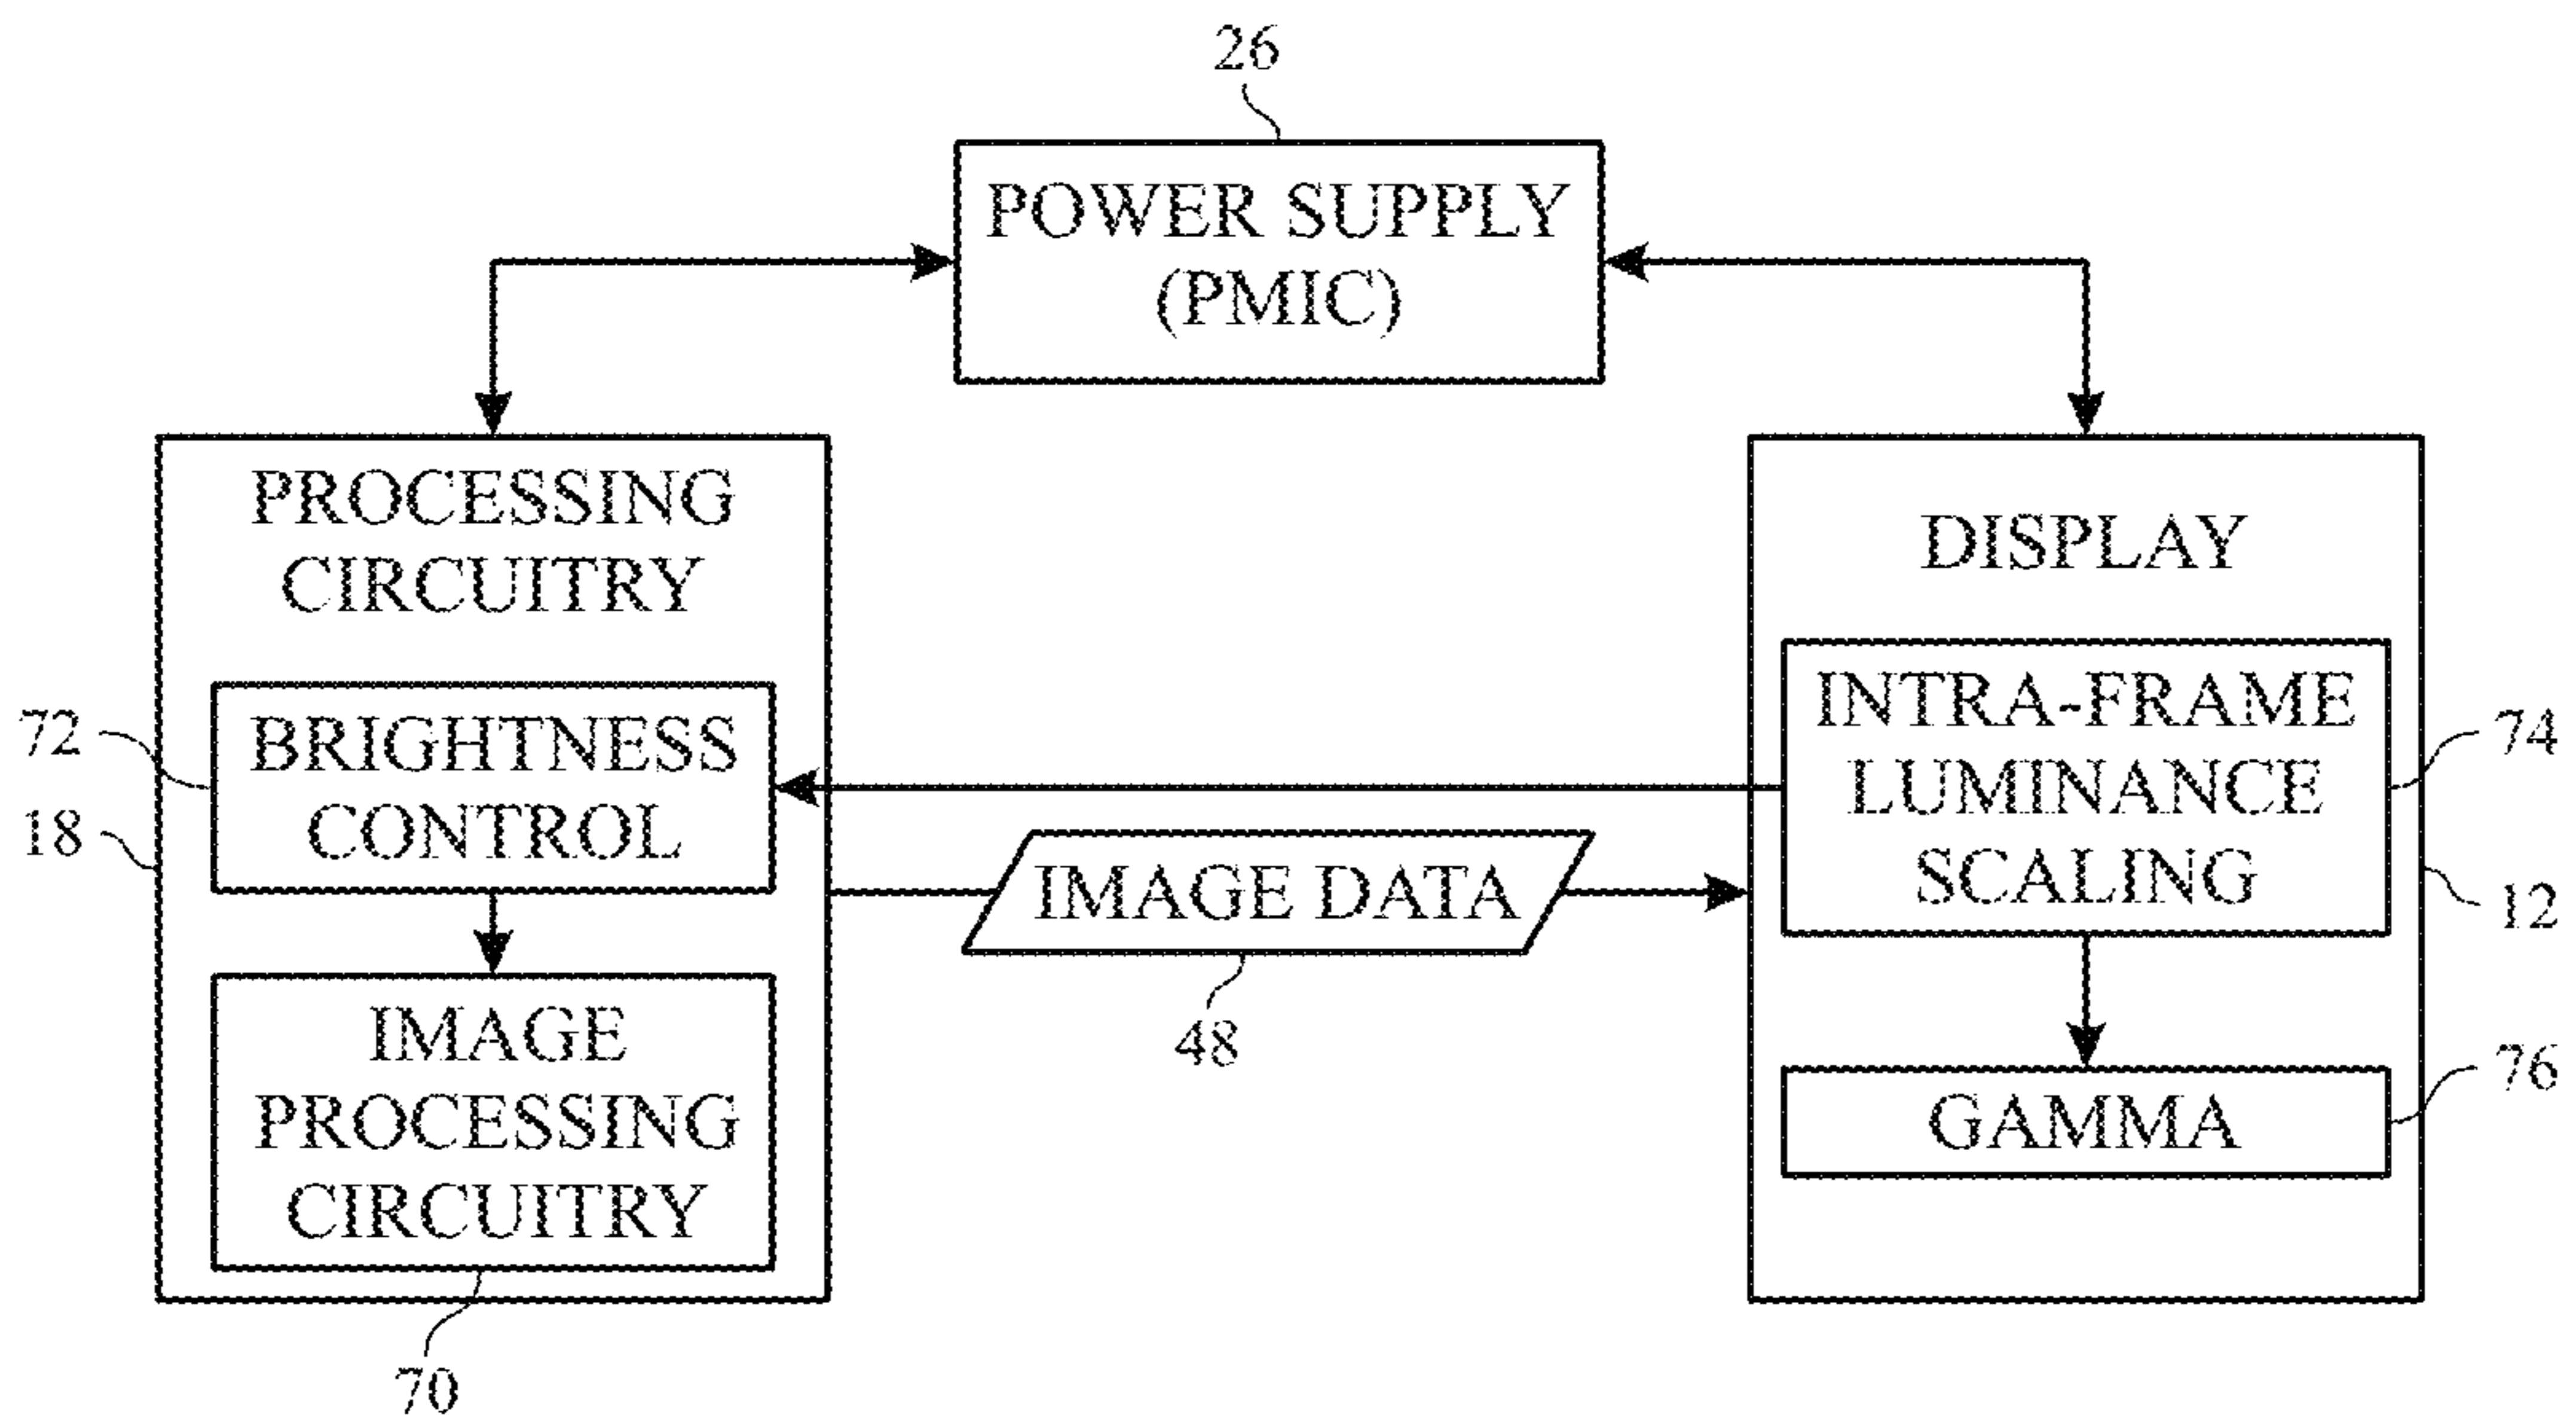 26
POWER SUPPLY
(PMIC)
PROCESSING
CIRCUITRY
DISPLAY
72
BRIGHTNESS
CONTROL
18
INTRA-FRAME
LUMINANCE
SCALING
74
12
IMAGE DATA
48
IMAGE
PROCESSING
CIRCUITRY
70
GAMMA
76